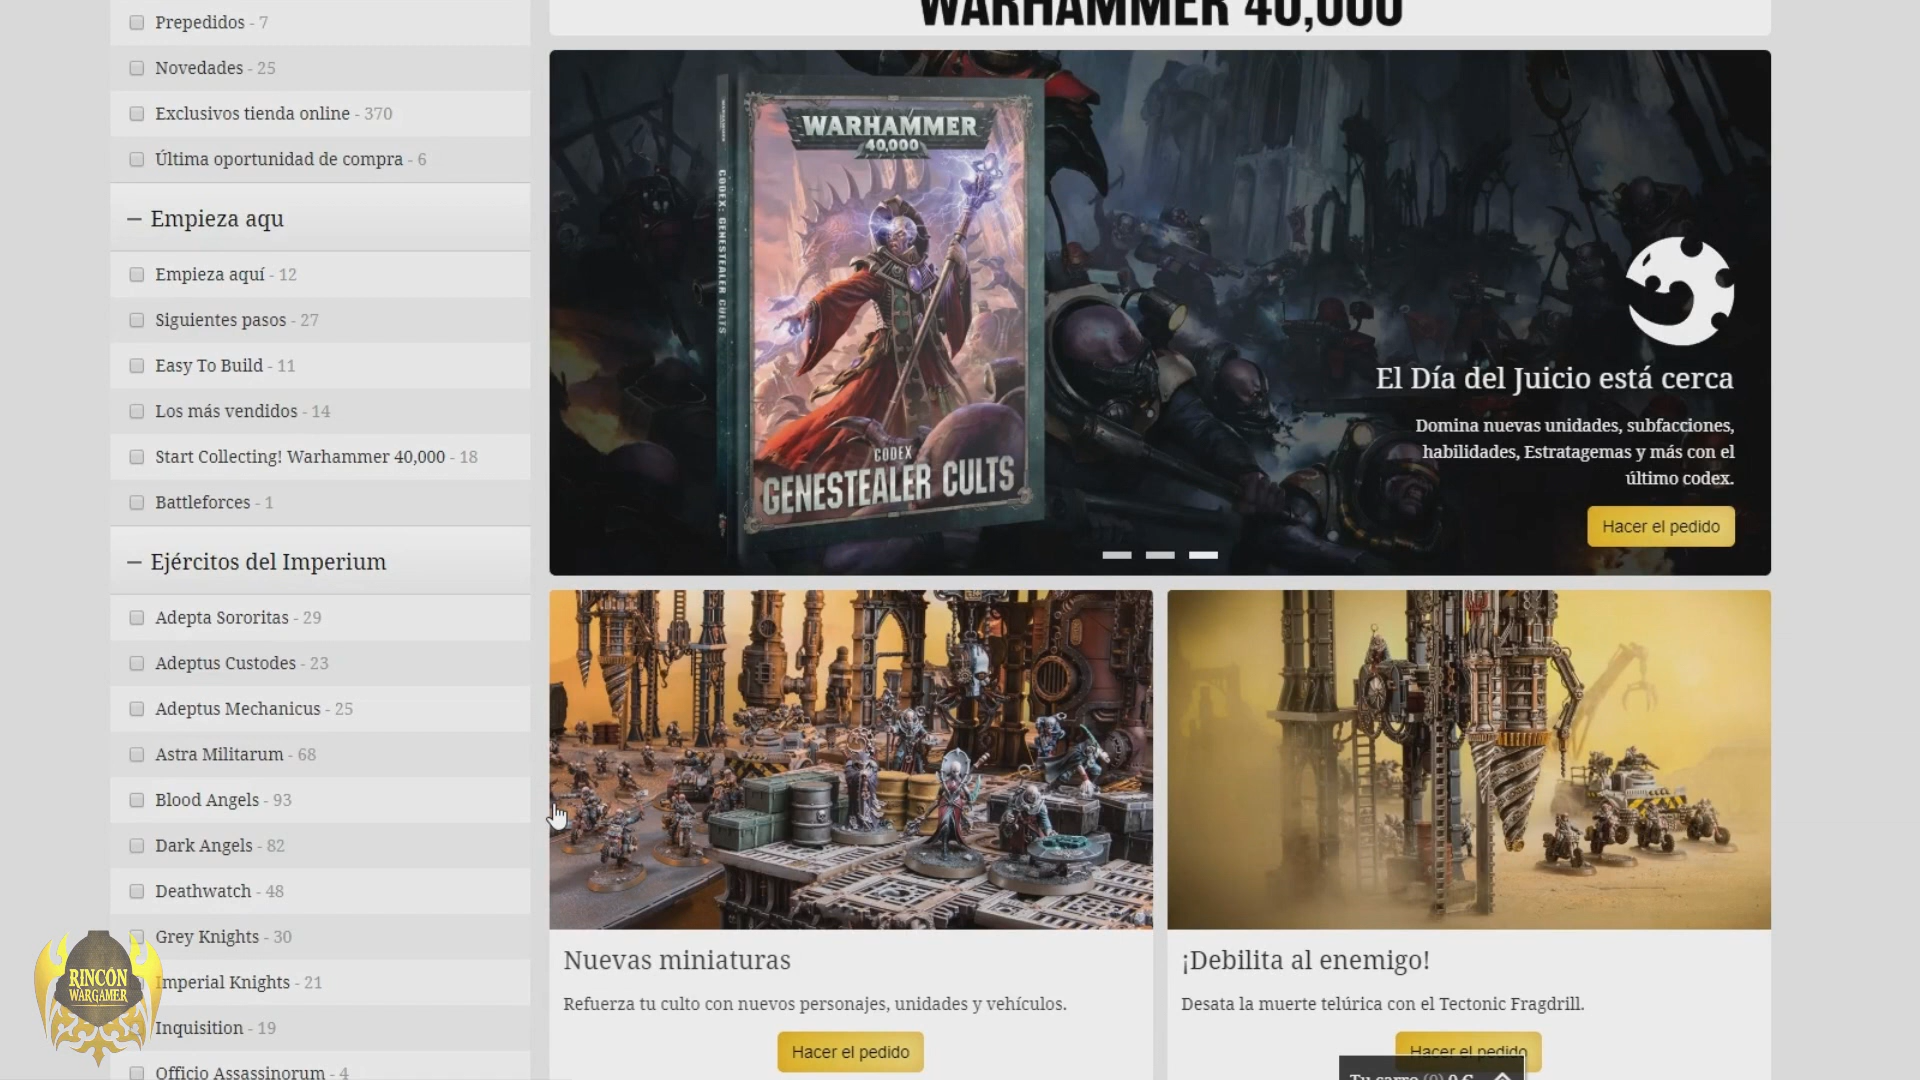 Prepedidos - 7
Novedades - 25
Exclusivos tienda online - 370
Última oportunidad de compra - 6
– Empieza aqu
Empieza aquí - 12
Siguientes pasos - 27
Easy To Build - 11
Los más vendidos - 14
Start Collecting! Warhammer 40,000 - 18
Battleforces - 1
– Ejércitos del Imperium
Adepta Sororitas - 29
Adeptus Custodes - 23
Adeptus Mechanicus - 25
Astra Militarum - 68
Blood Angels - 93
Dark Angels - 82
Deathwatch - 48
Grey Knights - 30
Imperial Knights - 21
Inquisition - 19
Officio Assassinorum - 4
RINCÓN
WARGAMER
WARHAMMER 40,000
CODEX: GENESTEALER CULTS
WARHAMMER
40,000
CODEX
GENESTEALER CULTS
El Día del Juicio está cerca
Domina nuevas unidades, subfacciones,
habilidades, Estratagemas y más con el
último codex.
Hacer el pedido
Nuevas miniaturas
Refuerza tu culto con nuevos personajes, unidades y vehículos.
Hacer el pedido
¡Debilita al enemigo!
Desata la muerte telúrica con el Tectonic Fragdrill.
Hacer el pedido
Tu carro (0) 0 €